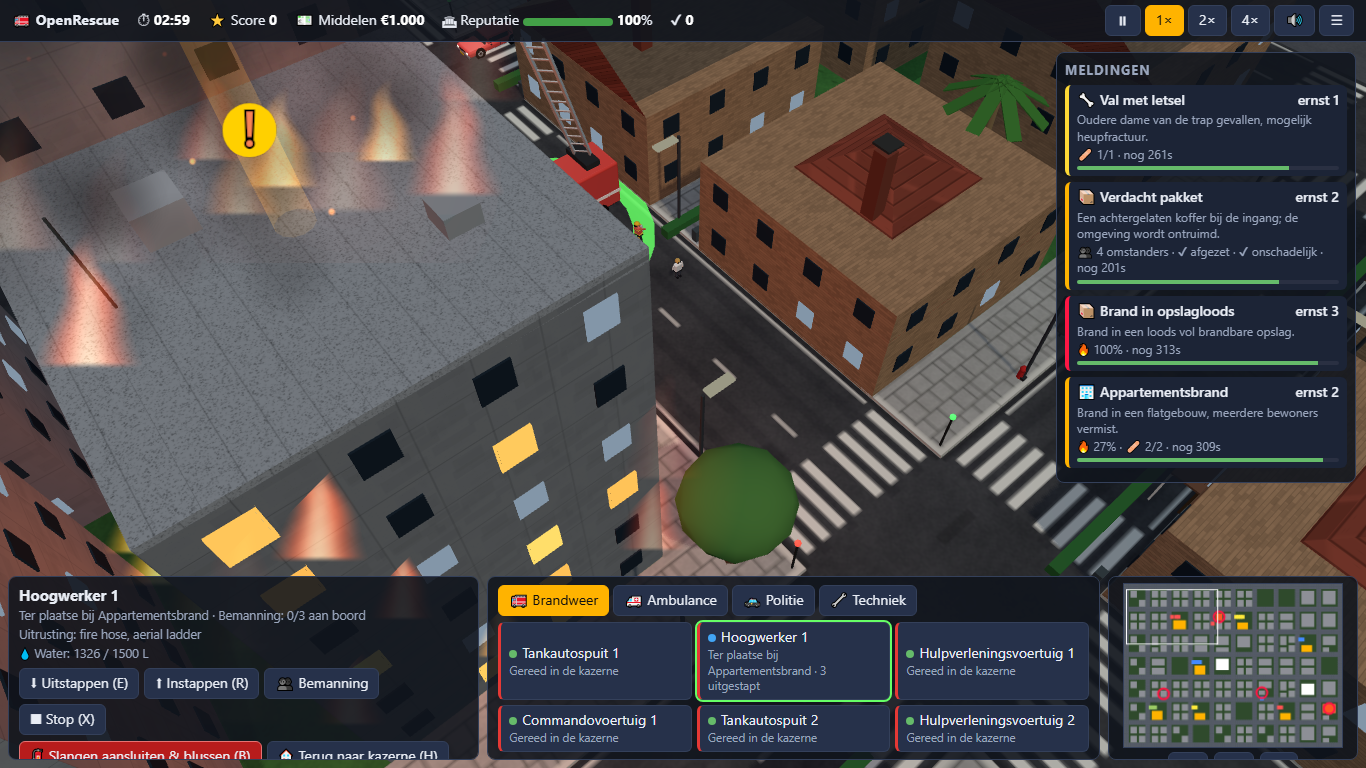 OpenRescue 02:59 Score 0 Middelen €1.000 Reputatie 100% ✓ 0
1× 2× 4×
MELDINGEN
Val met letsel ernst 1
Oudere dame van de trap gevallen, mogelijk
heupfractuur.
1/1 · nog 261s
Verdacht pakket ernst 2
Een achtergelaten koffer bij de ingang; de
omgeving wordt ontruimd.
4 omstanders · ✓ afgezet · ✓ onschadelijk ·
nog 201s
Brand in opslagloods ernst 3
Brand in een loods vol brandbare opslag.
100% · nog 313s
Appartementsbrand ernst 2
Brand in een flatgebouw, meerdere bewoners
vermist.
27% · 2/2 · nog 309s
Hoogwerker 1
Ter plaatse bij Appartementsbrand · Bemanning: 0/3 aan boord
Uitrusting: fire hose, aerial ladder
Water: 1326 / 1500 L
Uitstappen (E) Instappen (R) Bemanning
Stop (X)
Slangen aansluiten & blussen (B) Terug naar kazerne (H)
Brandweer Ambulance Politie Techniek
Tankautospuit 1
Gereed in de kazerne
Hoogwerker 1
Ter plaatse bij
Appartementsbrand · 3
uitgestapt
Hulpverleningsvoertuig 1
Gereed in de kazerne
Commandovoertuig 1
Gereed in de kazerne
Tankautospuit 2
Gereed in de kazerne
Hulpverleningsvoertuig 2
Gereed in de kazerne